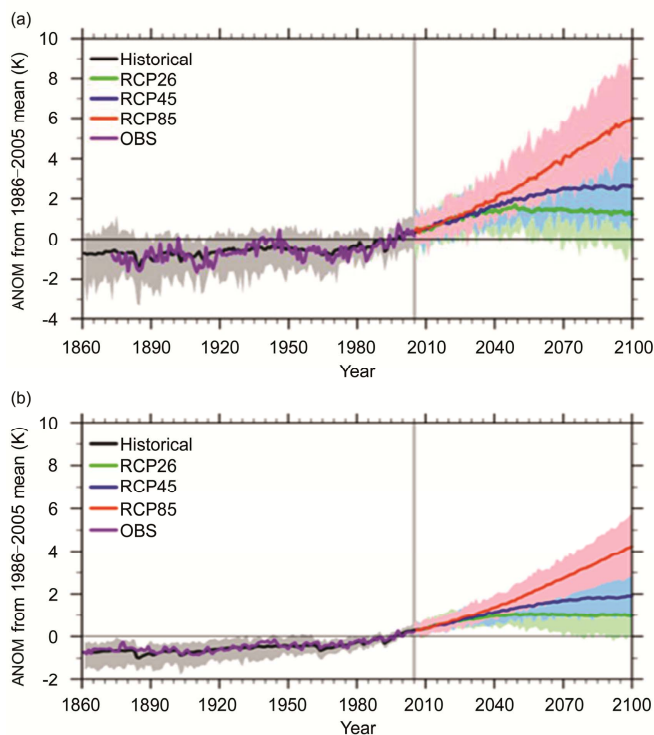 (a)
ANOM from 1986–2005 mean (K)
10
8
6
4
2
0
-2
-4
Historical
RCP26
RCP45
RCP85
OBS
1860 1890 1920 1950 1980 2010 2040 2070 2100
Year
(b)
ANOM from 1986–2005 mean (K)
10
8
6
4
2
0
-2
Historical
RCP26
RCP45
RCP85
OBS
1860 1890 1920 1950 1980 2010 2040 2070 2100
Year